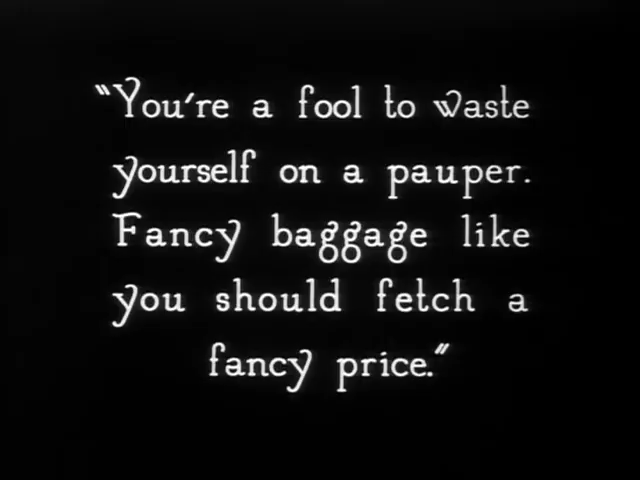 "You're a fool to waste
yourself on a pauper.
Fancy baggage like
you should fetch a
fancy price."